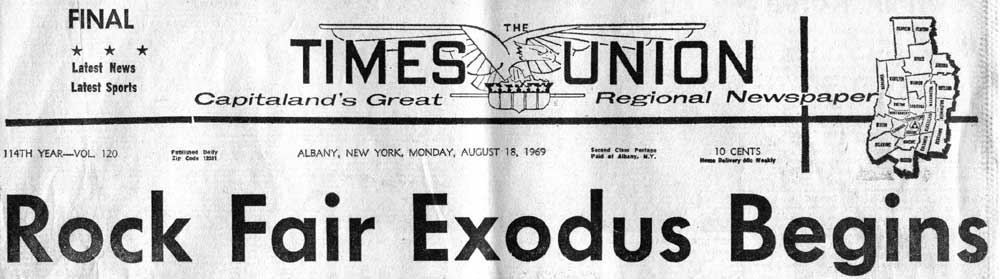 FINAL
★ ★ ★
Latest News
Latest Sports
THE
TIMES UNION
Capitaland's Great Regional Newspaper
114TH YEAR—VOL. 120
Published Daily
Zip Code 12201
ALBANY, NEW YORK, MONDAY, AUGUST 18, 1969
Second Class Postage
Paid at Albany, N.Y.
10 CENTS
Home Delivery 60c Weekly
Rock Fair Exodus Begins